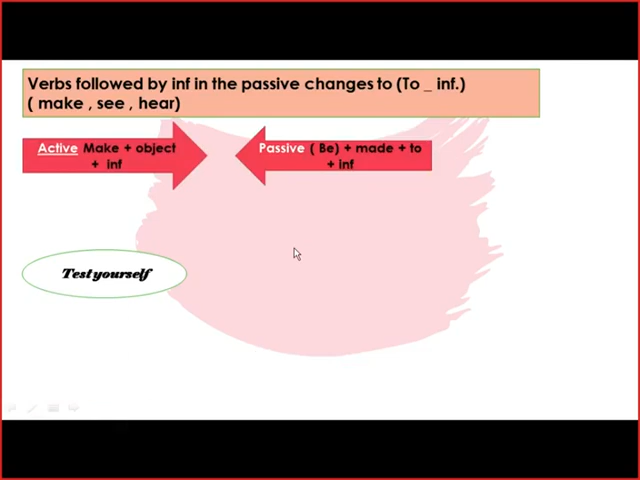 Verbs followed by inf in the passive changes to (To _ inf.)
( make , see , hear)
Active Make + object
+ inf
Passive ( Be) + made + to
+ inf
Test yourself